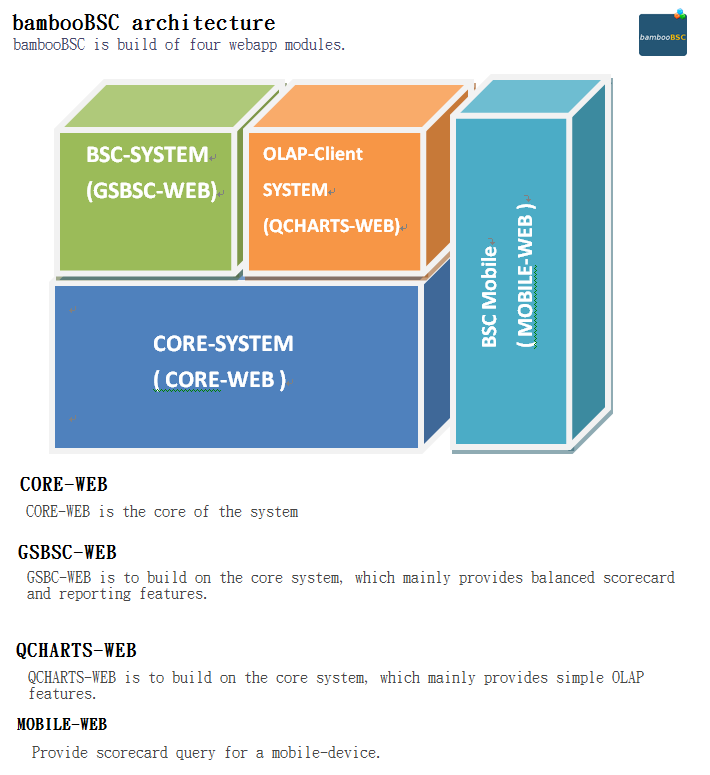 bambooBSC architecture
bambooBSC is build of four webapp modules.
bambooBSC
BSC-SYSTEM
(GSBSC-WEB)
OLAP-Client
SYSTEM
(QCHARTS-WEB)
BSC Mobile
( MOBILE-WEB )
CORE-SYSTEM
( CORE-WEB )
CORE-WEB
CORE-WEB is the core of the system
GSBSC-WEB
GSBC-WEB is to build on the core system, which mainly provides balanced scorecard
and reporting features.
QCHARTS-WEB
QCHARTS-WEB is to build on the core system, which mainly provides simple OLAP
features.
MOBILE-WEB
Provide scorecard query for a mobile-device.